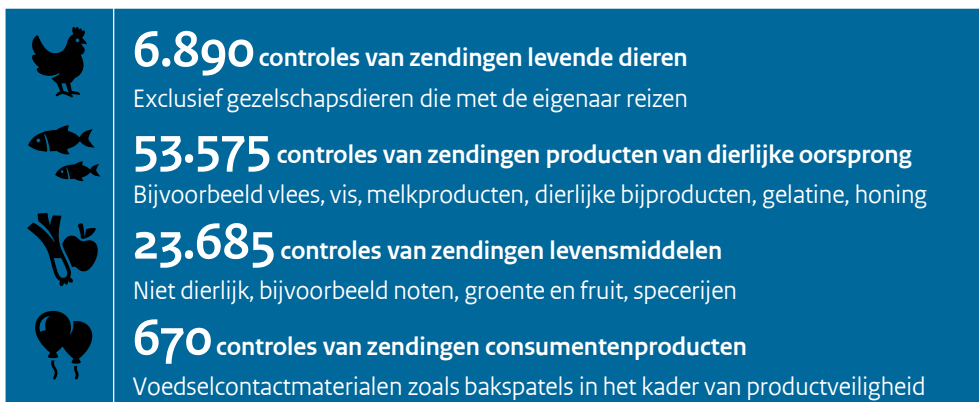 6.890 controles van zendingen levende dieren
Exclusief gezelschapsdieren die met de eigenaar reizen
53.575 controles van zendingen producten van dierlijke oorsprong
Bijvoorbeeld vlees, vis, melkproducten, dierlijke bijproducten, gelatine, honing
23.685 controles van zendingen levensmiddelen
Niet dierlijk, bijvoorbeeld noten, groente en fruit, specerijen
670 controles van zendingen consumentenproducten
Voedselcontactmaterialen zoals bakspatels in het kader van productveiligheid